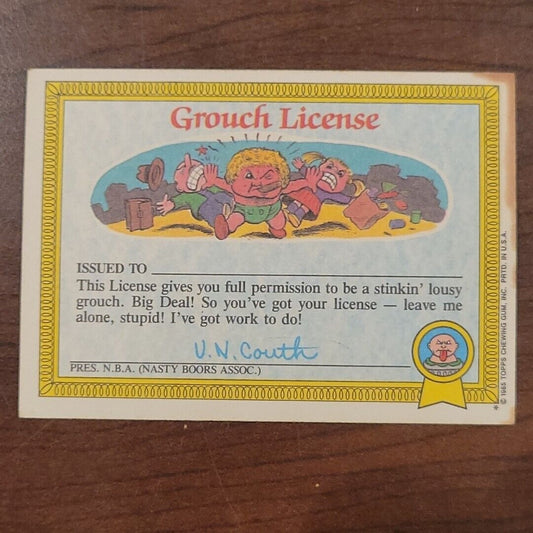 Grouch License
ISSUED TO
This License gives you full permission to be a stinkin' lousy
grouch. Big Deal! So you've got your license — leave me
alone, stupid! I've got work to do!
U.N. Couth
PRES. N.B.A. (NASTY BOORS ASSOC.)
* © 1985 TOPPS CHEWING GUM, INC. PRTD. IN U.S.A.